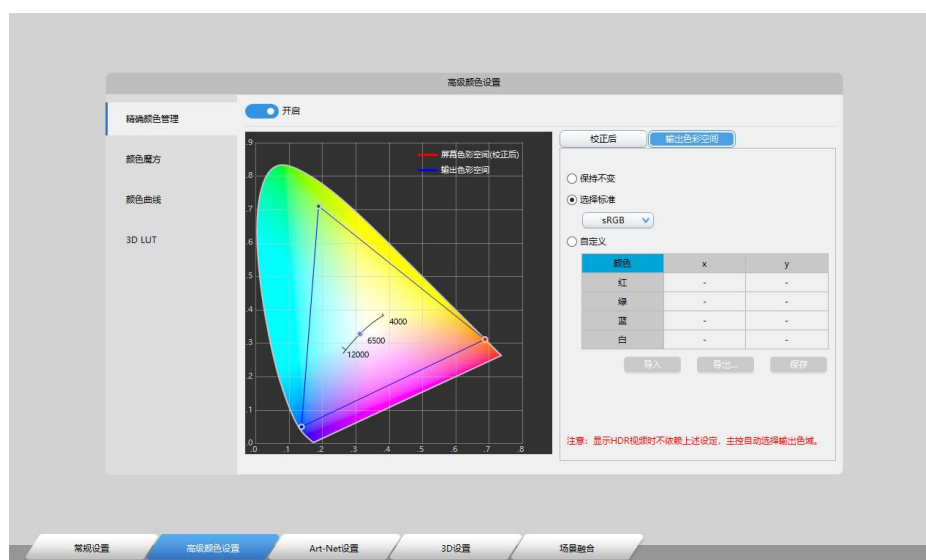 高级颜色设置
精确颜色管理
颜色魔方
颜色曲线
3D LUT
开启
.9
.8
.7
.6
.5
.4
.3
.2
.1
.0
.0 .1 .2 .3 .4 .5 .6 .7 .8
屏幕色彩空间(校正后)
输出色彩空间
4000
6500
12000
校正后 输出色彩空间
保持不变
选择标准
sRGB
自定义
颜色 x y
红 - -
绿 - -
蓝 - -
白 - -
导入 导出... 保存
注意：显示HDR视频时不依赖上述设定，主控自动选择输出色域。
常规设置 高级颜色设置 Art-Net设置 3D设置 场景融合